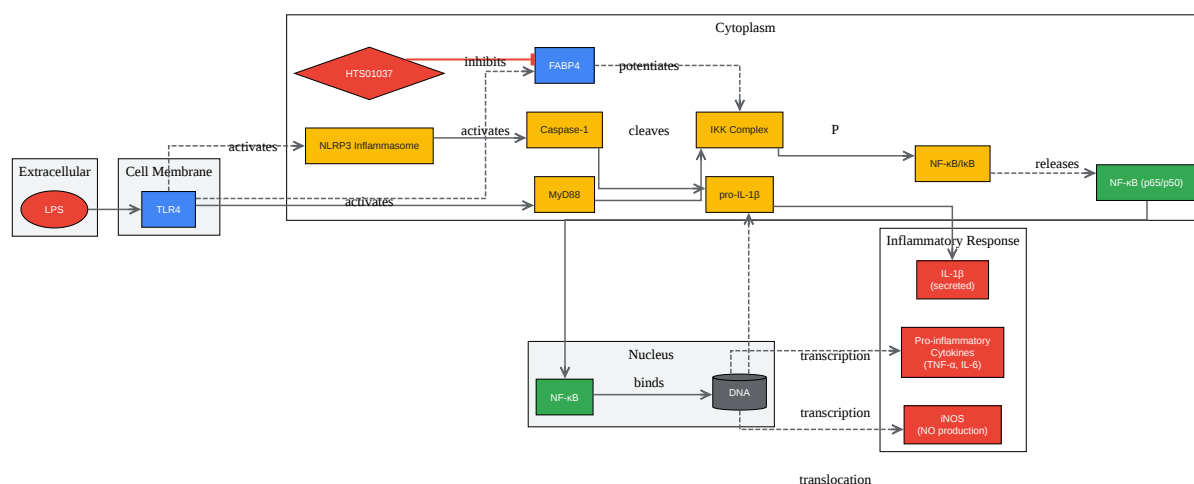 Cytoplasm
HTS01037
inhibits
FABP4
potentiates
NLRP3 Inflammasome
activates
activates
Caspase-1
cleaves
IKK Complex
P
NF-κB/IκB
releases
NF-κB (p65/p50)
Extracellular
LPS
Cell Membrane
TLR4
activates
MyD88
pro-IL-1β
Inflammatory Response
IL-1β
(secreted)
Pro-inflammatory
Cytokines
(TNF-α, IL-6)
iNOS
(NO production)
Nucleus
NF-κB
binds
DNA
transcription
transcription
translocation